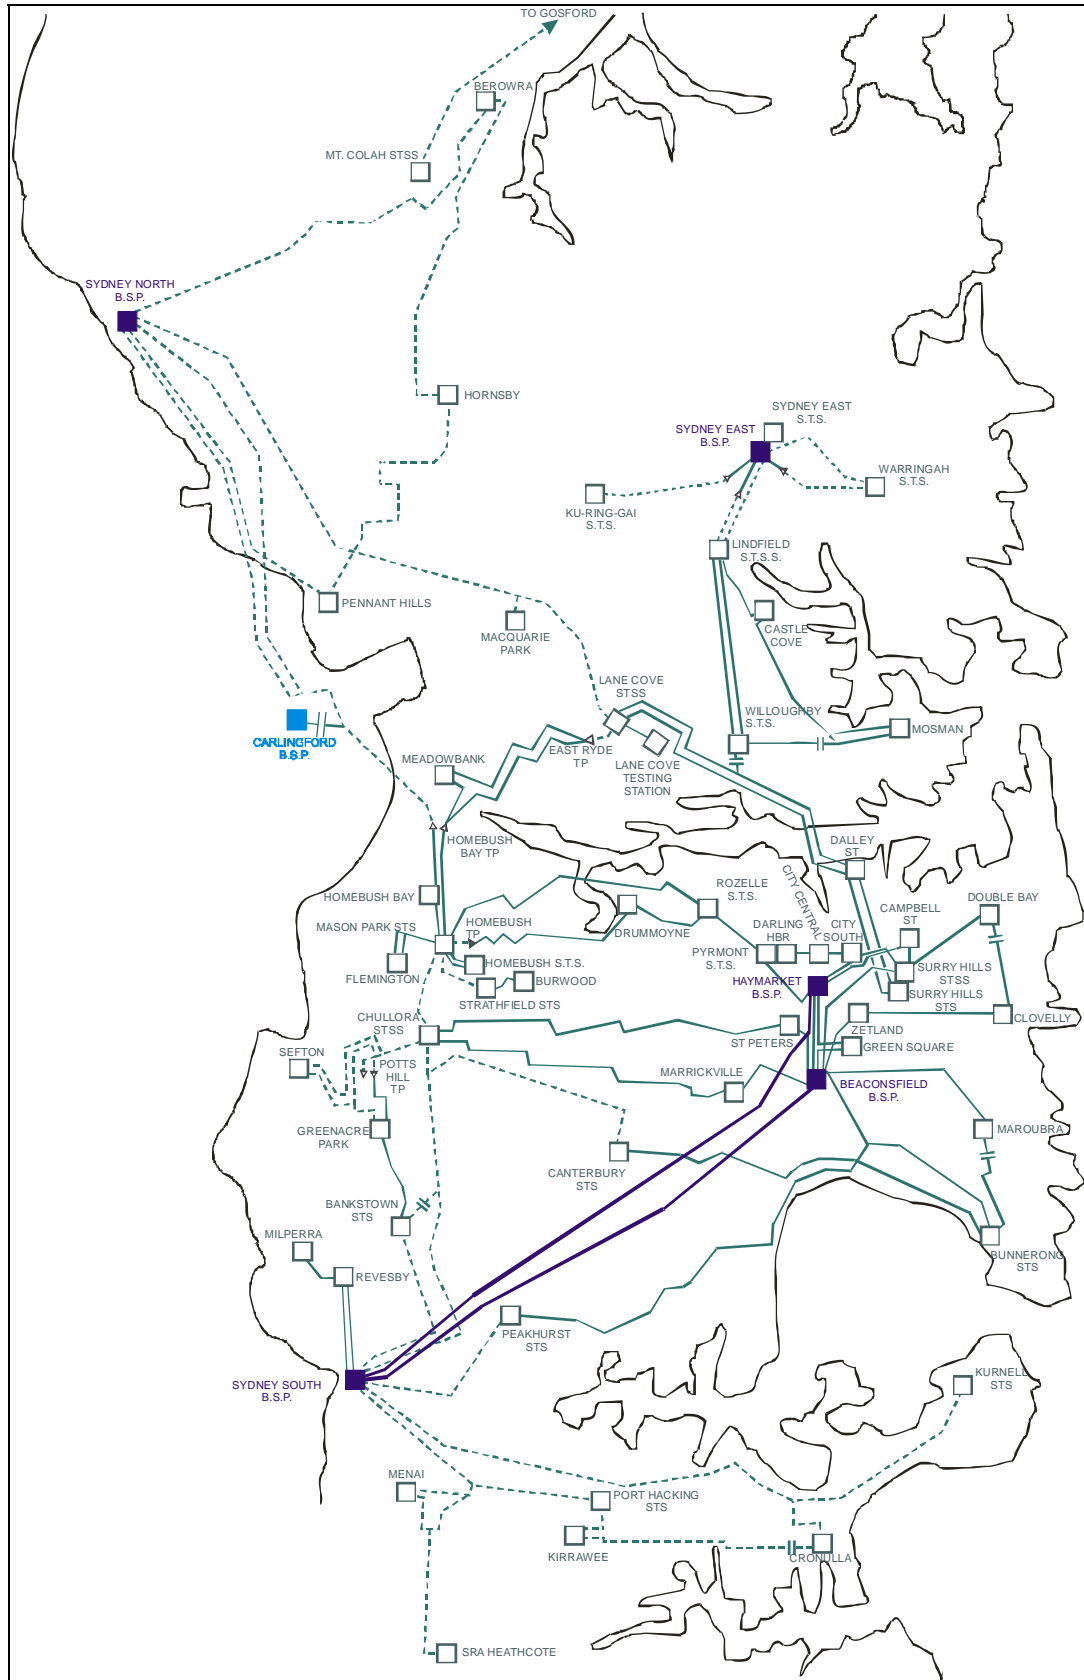 TO GOSFORD
BEROWRA
MT. COLAH STSS
SYDNEY NORTH
B.S.P.
HORNSBY
SYDNEY EAST
S.T.S.
SYDNEY EAST
B.S.P.
WARRINGAH
S.T.S.
KU-RING-GAI
S.T.S.
LINDFIELD
S.T.S.S.
PENNANT HILLS
MACQUARIE
PARK
CASTLE
COVE
LANE COVE
STSS
WILLOUGHBY
S.T.S.
MOSMAN
CARLINGFORD
B.S.P.
EAST RYDE
TP
MEADOWBANK
LANE COVE
TESTING
STATION
HOMEBUSH
BAY TP
DALLEY
ST
CITY CENTRAL
ROZELLE
S.T.S.
HOMEBUSH BAY
DOUBLE BAY
CAMPBELL
ST
MASON PARK STS
HOMEBUSH
TP
DRUMMOYNE
DARLING
HBR
CITY
SOUTH
PYRMONT
S.T.S.
FLEMINGTON
HOMEBUSH S.T.S.
BURWOOD
STRATHFIELD STS
HAYMARKET
B.S.P.
SURRY HILLS
STSS
SURRY HILLS
STS
CLOVELLY
CHULLORA
STSS
ST PETERS
ZETLAND
GREEN SQUARE
SEFTON
POTTS
HILL
TP
MARRICKVILLE
BEACONSFIELD
B.S.P.
GREENACRE
PARK
MAROUBRA
CANTERBURY
STS
BANKSTOWN
STS
MILPERRA
BUNNERONG
STS
REVESBY
PEAKHURST
STS
SYDNEY SOUTH
B.S.P.
KURNELL
STS
MENAI
PORT HACKING
STS
KIRRAWEE
CRONULLA
SRA HEATHCOTE